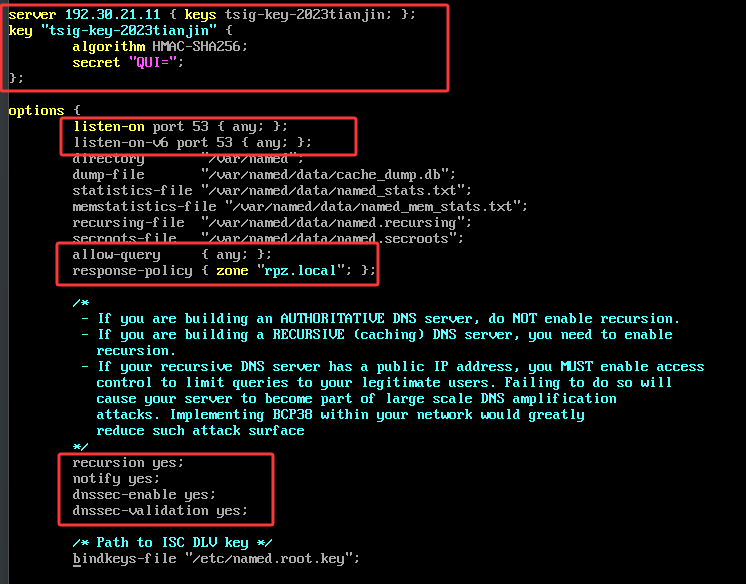 server 192.30.21.11 { keys tsig-key-2023tianjin; };
key "tsig-key-2023tianjin" {
        algorithm HMAC-SHA256;
        secret "QUI=";
};

options {
        listen-on port 53 { any; };
        listen-on-v6 port 53 { any; };
        directory       "/var/named";
        dump-file       "/var/named/data/cache_dump.db";
        statistics-file "/var/named/data/named_stats.txt";
        memstatistics-file "/var/named/data/named_mem_stats.txt";
        recursing-file  "/var/named/data/named.recursing";
        secroots-file   "/var/named/data/named.secroots";
        allow-query     { any; };
        response-policy { zone "rpz.local"; };

        /*
         - If you are building an AUTHORITATIVE DNS server, do NOT enable recursion.
         - If you are building a RECURSIVE (caching) DNS server, you need to enable
           recursion.
         - If your recursive DNS server has a public IP address, you MUST enable access
           control to limit queries to your legitimate users. Failing to do so will
           cause your server to become part of large scale DNS amplification
           attacks. Implementing BCP38 within your network would greatly
           reduce such attack surface
        */
        recursion yes;
        notify yes;
        dnssec-enable yes;
        dnssec-validation yes;

        /* Path to ISC DLV key */
        bindkeys-file "/etc/named.root.key";